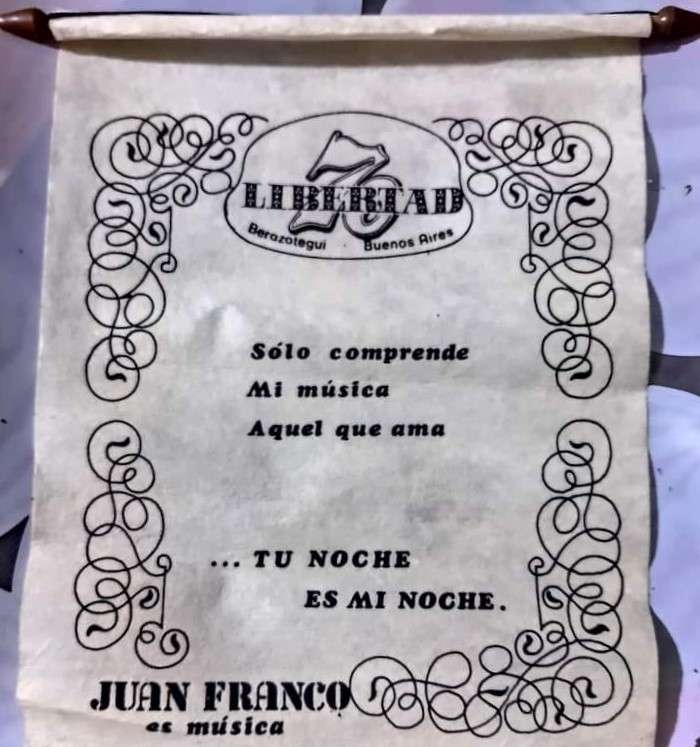 LIBERTAD
76
Berazategui · Buenos Aires
Sólo comprende
Mi música
Aquel que ama
... TU NOCHE
ES MI NOCHE.
JUAN FRANCO
es música